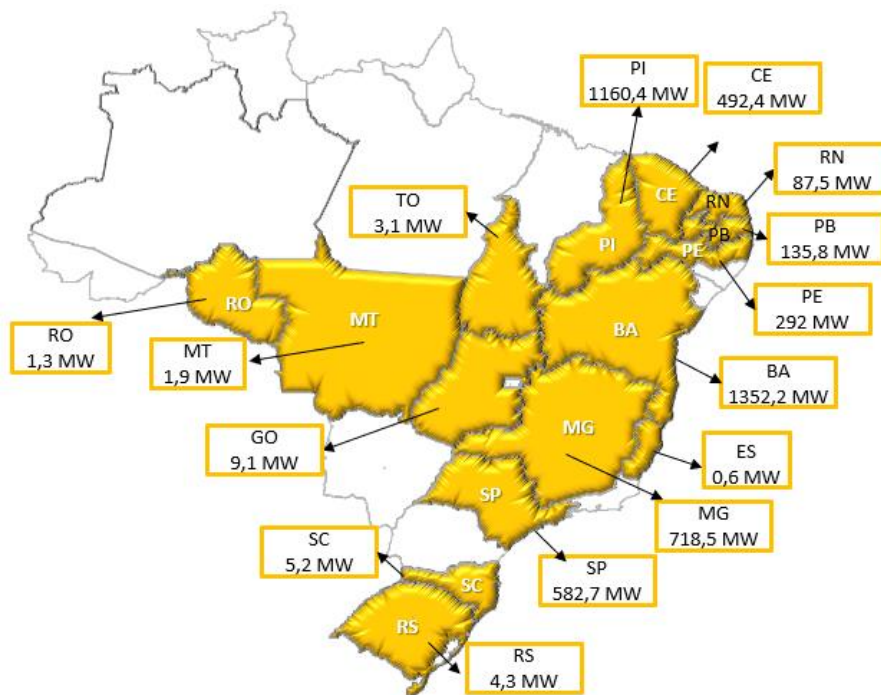 PI
1160,4 MW
CE
492,4 MW
RN
87,5 MW
TO
3,1 MW
CE
RN
PB
135,8 MW
PI
PE
PB
PE
292 MW
RO
MT
BA
RO
1,3 MW
MT
1,9 MW
BA
1352,2 MW
GO
9,1 MW
MG
ES
0,6 MW
SP
MG
718,5 MW
SC
5,2 MW
SP
582,7 MW
SC
RS
RS
4,3 MW